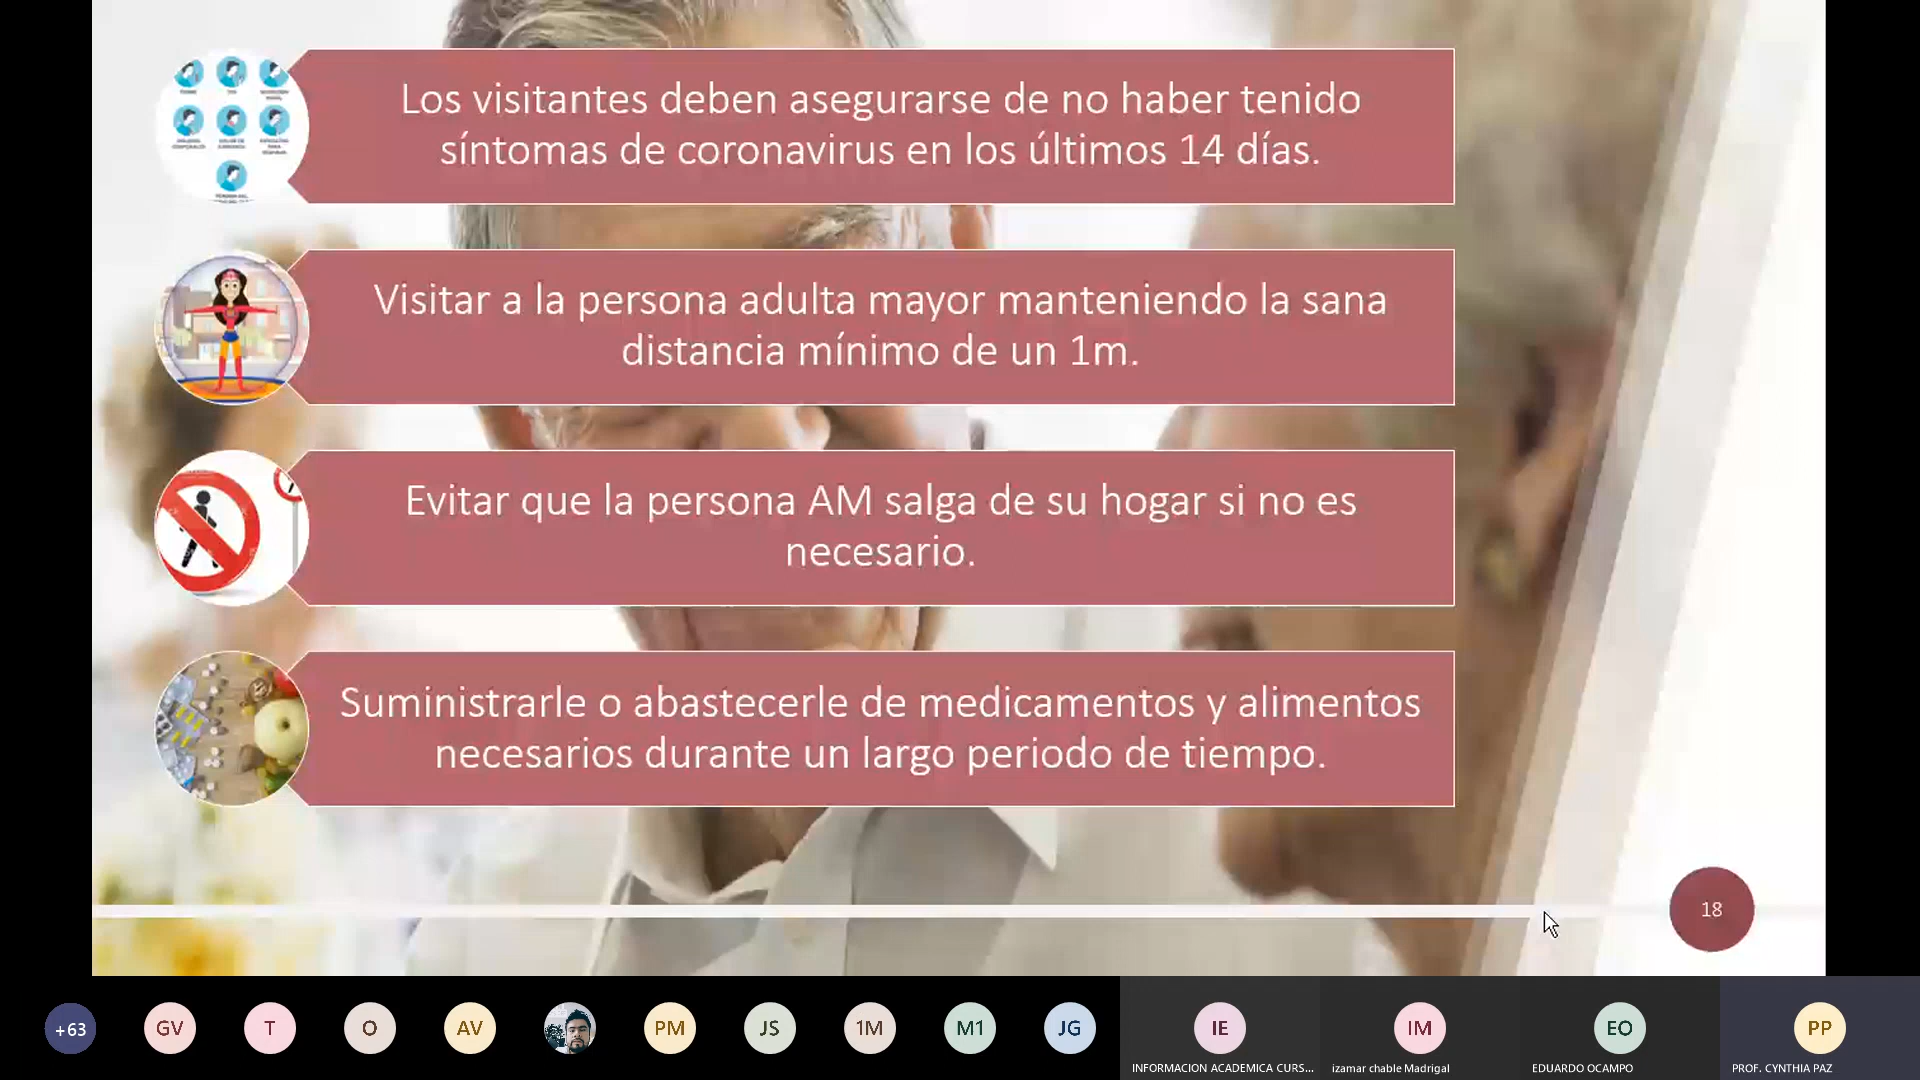 Los visitantes deben asegurarse de no haber tenido
síntomas de coronavirus en los últimos 14 días.
Visitar a la persona adulta mayor manteniendo la sana
distancia mínimo de un 1m.
Evitar que la persona AM salga de su hogar si no es
necesario.
Suministrarle o abastecerle de medicamentos y alimentos
necesarios durante un largo periodo de tiempo.
18
+63
GV
T
O
AV
PM
JS
1M
M1
JG
IE
IM
EO
PP
INFORMACION ACADEMICA CURS...
izamar chable Madrigal
EDUARDO OCAMPO
PROF. CYNTHIA PAZ